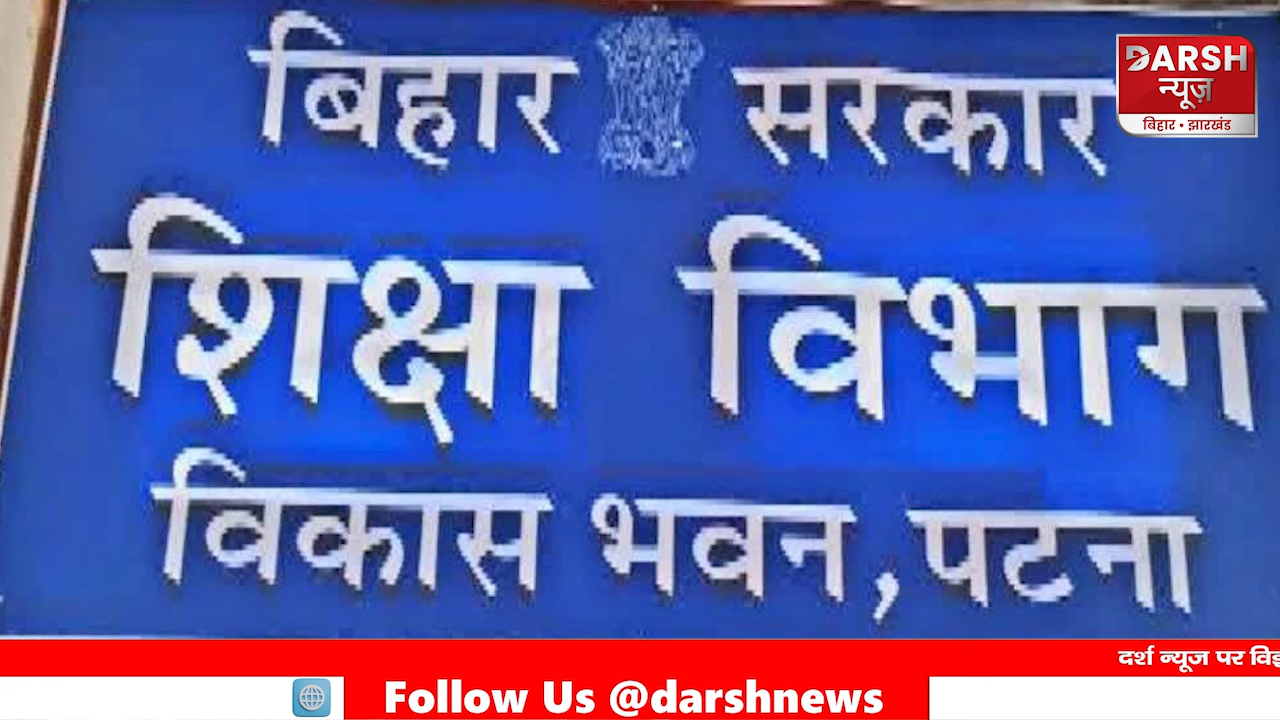 बिहार सरकार
DARSH
न्यूज़
बिहार • झारखंड
शिक्षा विभाग
विकास भवन, पटना
दर्श न्यूज पर
Follow Us @darshnews